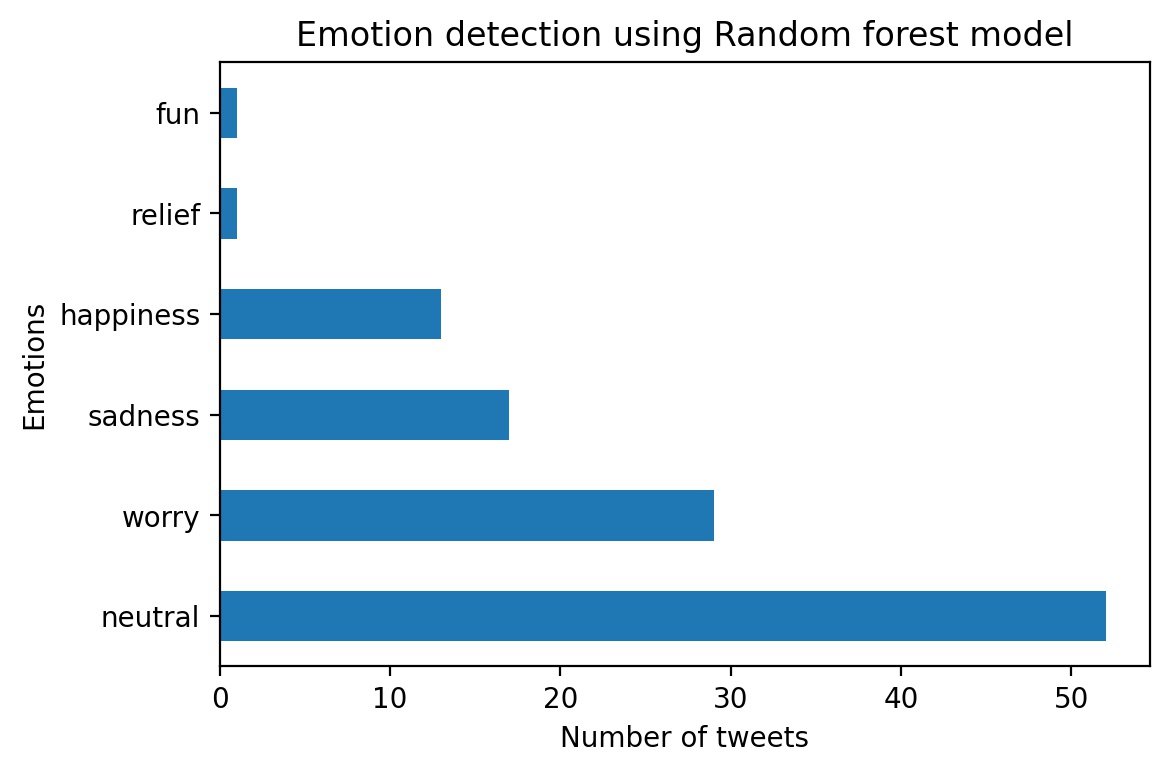 Emotion detection using Random forest model
fun
relief
happiness
sadness
worry
neutral
Emotions
0 10 20 30 40 50
Number of tweets